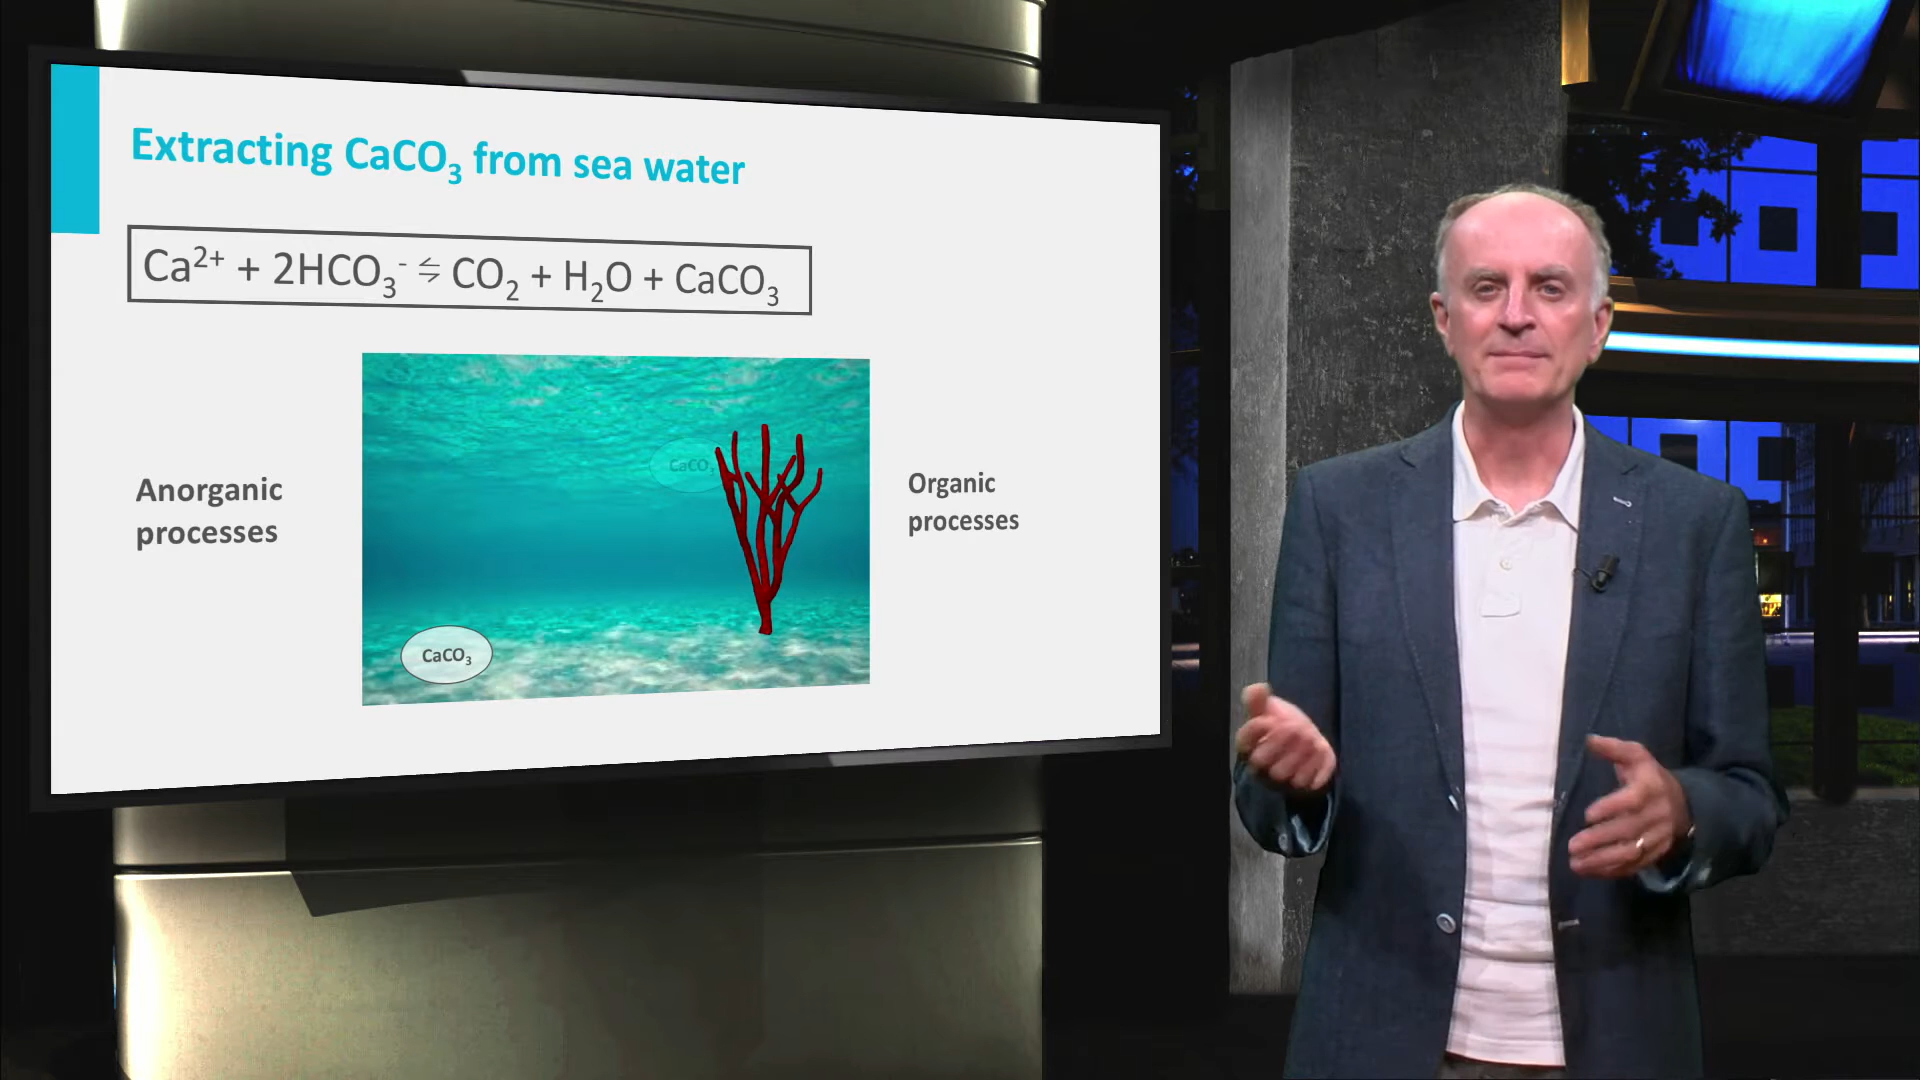 Extracting CaCO₃ from sea water
Ca²⁺ + 2HCO₃⁻ ⇋ CO₂ + H₂O + CaCO₃
Anorganic
processes
CaCO₃
Organic
processes
CaCO₃